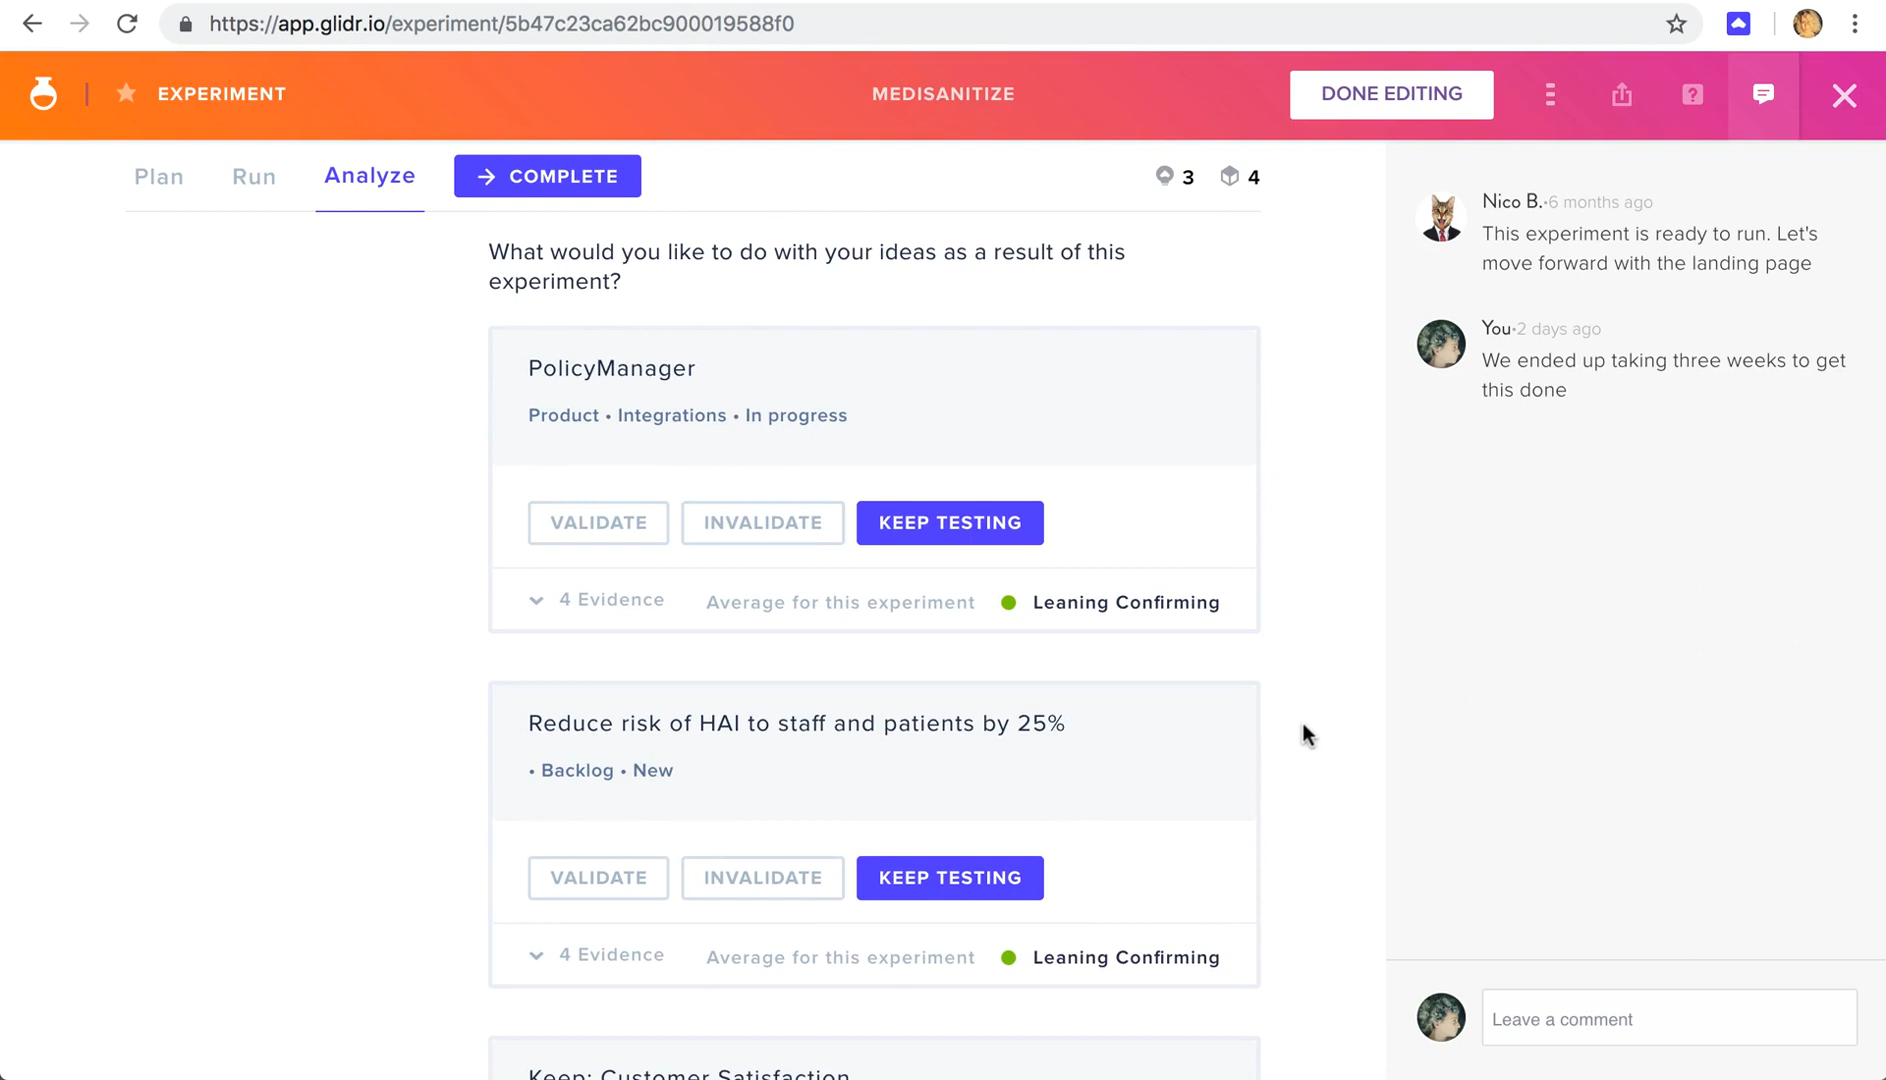 https://app.glidr.io/experiment/5b47c23ca62bc900019588f0
EXPERIMENT
MEDISANITIZE
DONE EDITING
?
Plan
Run
Analyze
COMPLETE
3
4
What would you like to do with your ideas as a result of this
experiment?
PolicyManager
Product • Integrations • In progress
VALIDATE
INVALIDATE
KEEP TESTING
4 Evidence
Average for this experiment
Leaning Confirming
Reduce risk of HAI to staff and patients by 25%
• Backlog • New
VALIDATE
INVALIDATE
KEEP TESTING
4 Evidence
Average for this experiment
Leaning Confirming
Keep: Customer Satisfaction
Nico B.•6 months ago
This experiment is ready to run. Let's
move forward with the landing page
You•2 days ago
We ended up taking three weeks to get
this done
Leave a comment